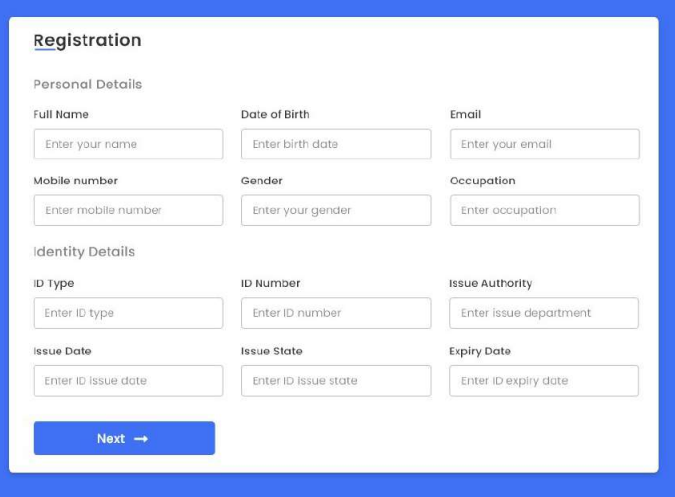 Registration
Personal Details
Full Name Date of Birth Email
Enter your name Enter birth date Enter your email
Mobile number Gender Occupation
Enter mobile number Enter your gender Enter occupation
Identity Details
ID Type ID Number Issue Authority
Enter ID type Enter ID number Enter issue department
Issue Date Issue State Expiry Date
Enter ID issue date Enter ID issue state Enter ID expiry date
Next →